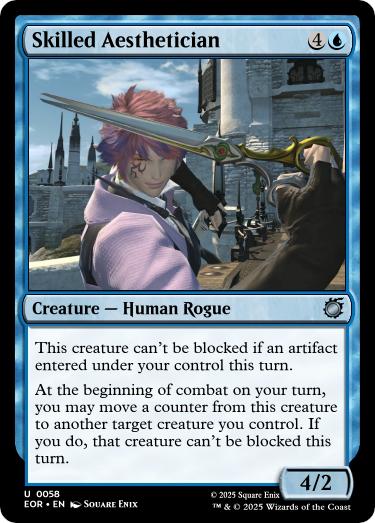 Skilled Aesthetician 4
Creature — Human Rogue
This creature can't be blocked if an artifact
entered under your control this turn.
At the beginning of combat on your turn,
you may move a counter from this creature
to another target creature you control. If
you do, that creature can't be blocked this
turn.
4/2
U 0058
EOR • EN SQUARE ENIX
© 2025 Square Enix
™ & © 2025 Wizards of the Coast